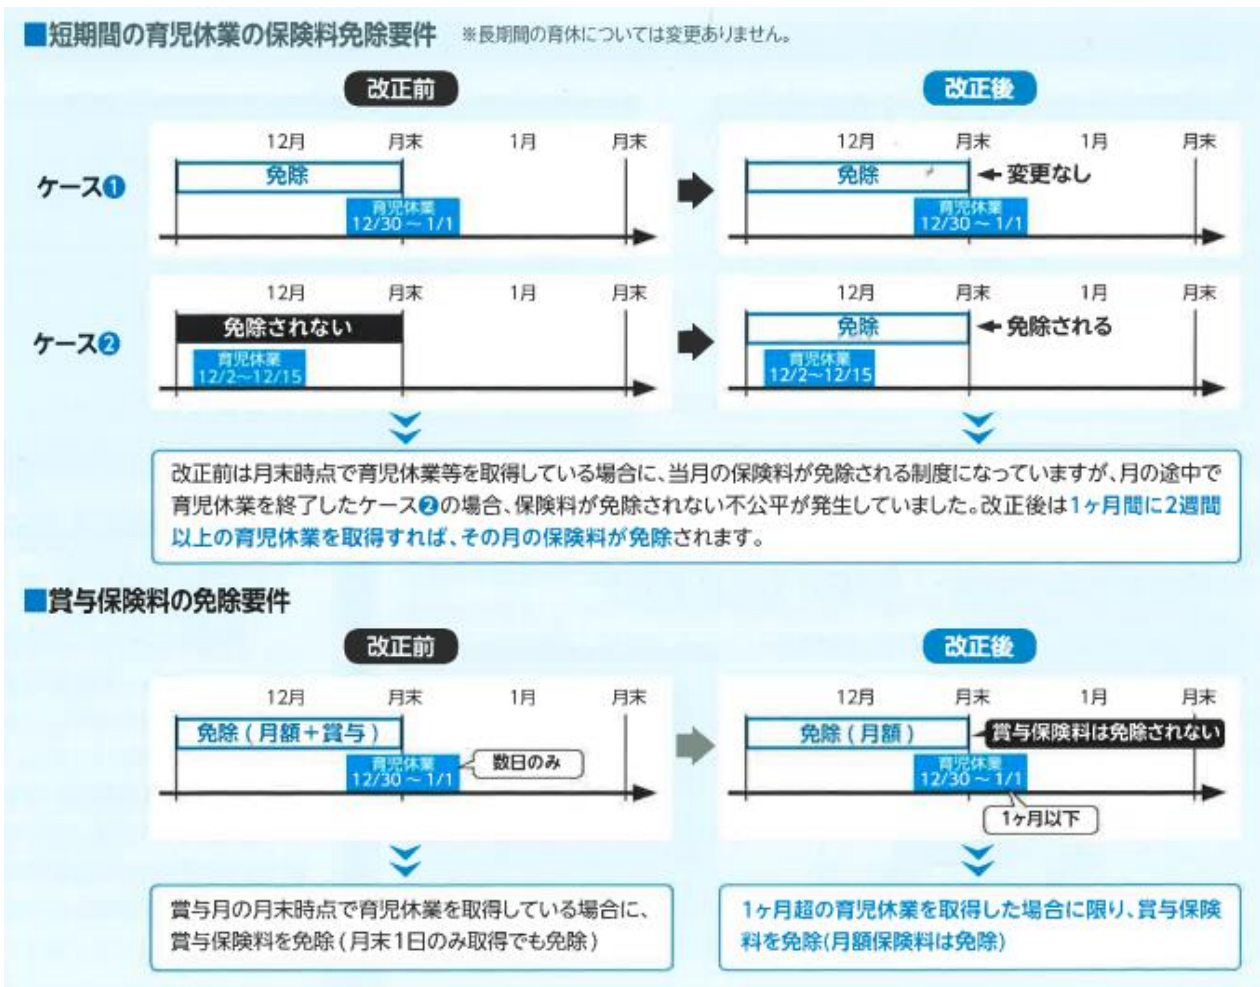 ■短期間の育児休業の保険料免除要件 ※長期間の育休については変更ありません。
改正前
改正後
ケース❶
12月 月末 1月 月末
免除
育児休業
12/30～1/1
12月 月末 1月 月末
免除 ←変更なし
育児休業
12/30～1/1
ケース❷
12月 月末 1月 月末
免除されない
育児休業
12/2～12/15
12月 月末 1月 月末
免除 ←免除される
育児休業
12/2～12/15
改正前は月末時点で育児休業等を取得している場合に、当月の保険料が免除される制度になっていますが、月の途中で
育児休業を終了したケース❷の場合、保険料が免除されない不公平が発生していました。改正後は1ヶ月間に2週間
以上の育児休業を取得すれば、その月の保険料が免除されます。
■賞与保険料の免除要件
改正前
改正後
12月 月末 1月 月末
免除(月額＋賞与)
育児休業
12/30～1/1
数日のみ
12月 月末 1月 月末
免除(月額) 賞与保険料は免除されない
育児休業
12/30～1/1
1ヶ月以下
賞与月の月末時点で育児休業を取得している場合に、
賞与保険料を免除(月末1日のみ取得でも免除)
1ヶ月超の育児休業を取得した場合に限り、賞与保険
料を免除(月額保険料は免除)